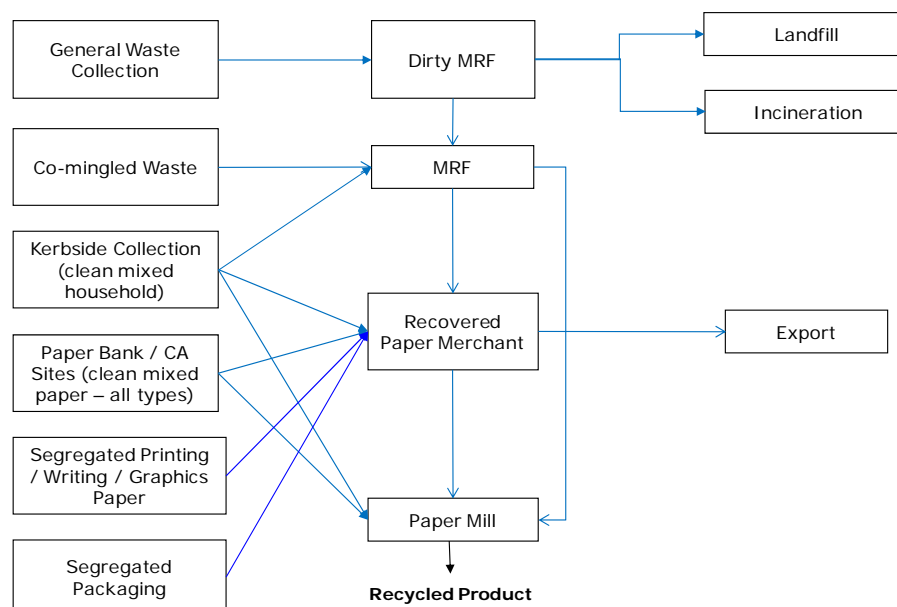 General Waste
Collection
Dirty MRF
Landfill
Incineration
Co-mingled Waste
MRF
Kerbside Collection
(clean mixed
household)
Recovered
Paper Merchant
Export
Paper Bank / CA
Sites (clean mixed
paper – all types)
Segregated Printing
/ Writing / Graphics
Paper
Paper Mill
Segregated
Packaging
Recycled Product